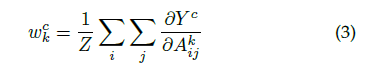 w_k^c = \frac{1}{Z} \sum_i \sum_j \frac{\partial Y^c}{\partial A_{ij}^k} (3)